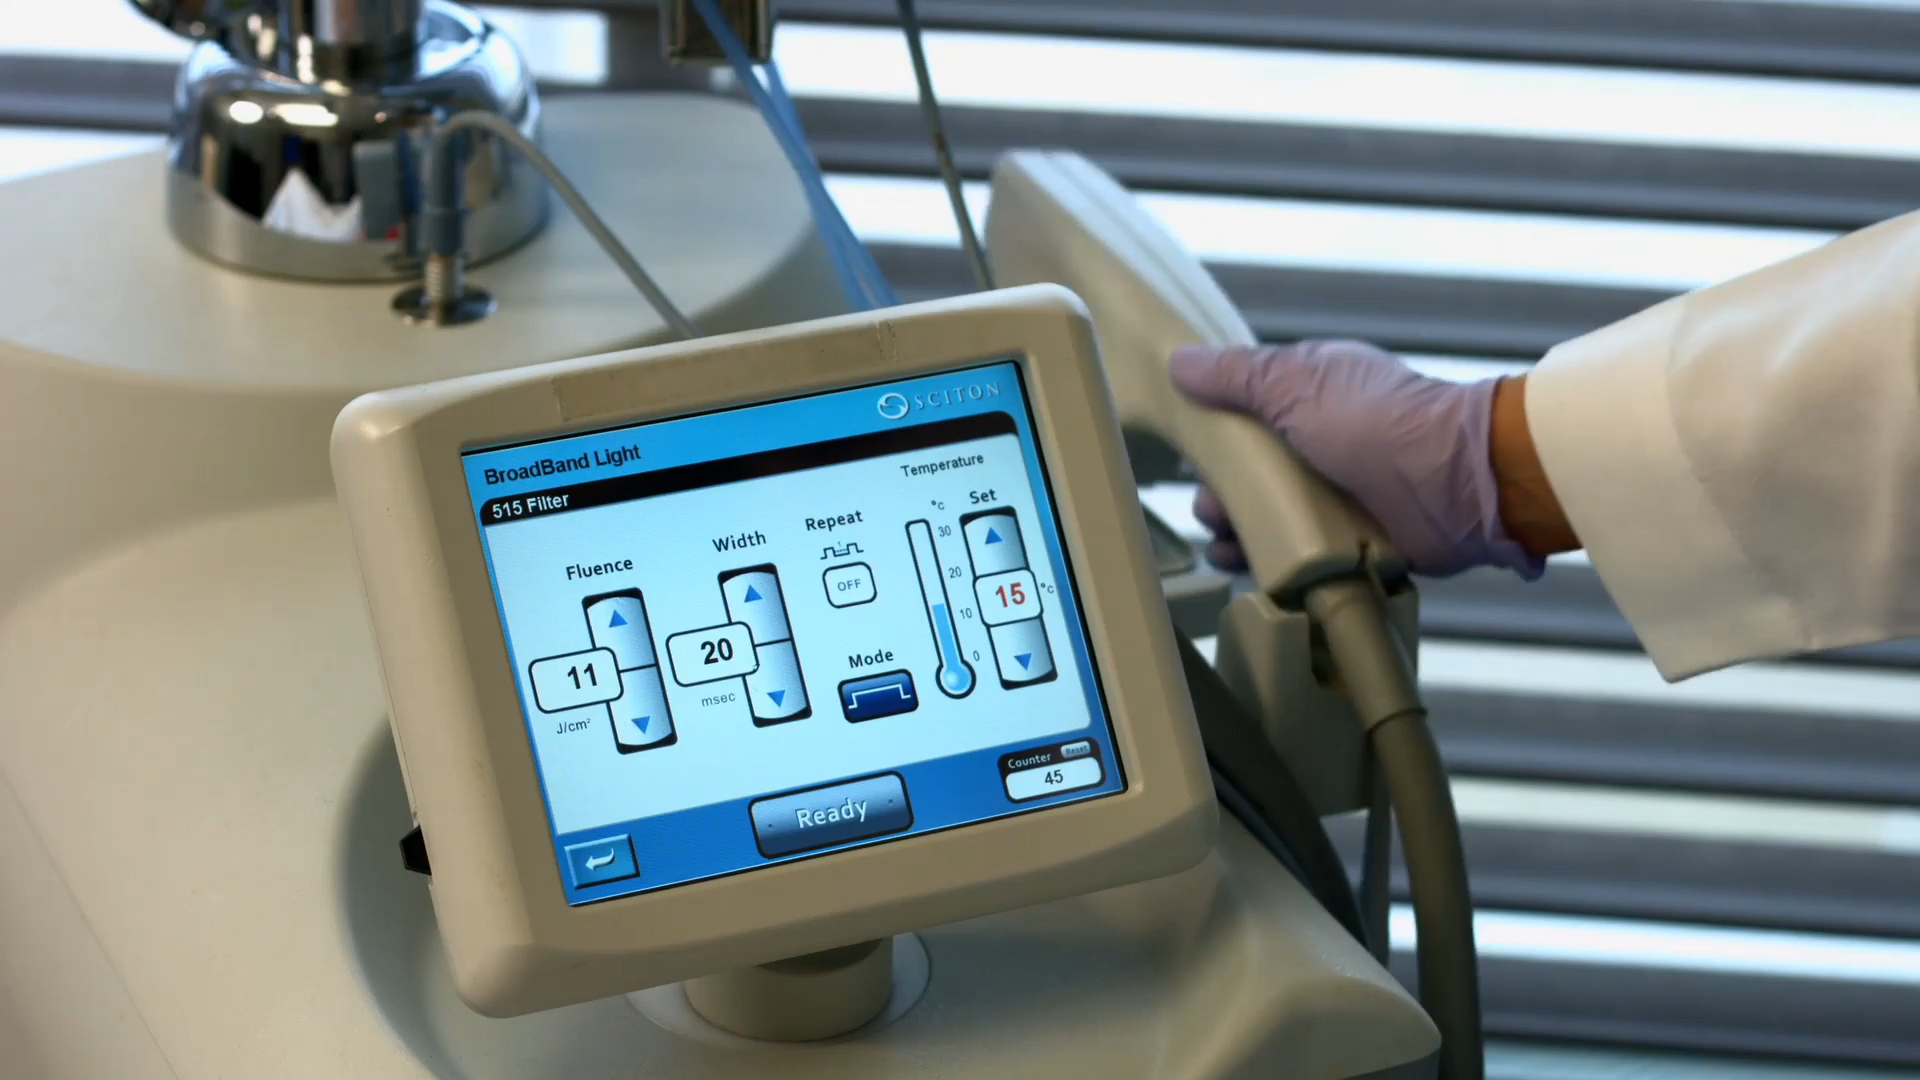 SCITON
BroadBand Light
515 Filter
Temperature
°C
Set
Fluence
Width
Repeat
30
OFF
20
15 °C
10
11
20
0
J/cm²
msec
Mode
Counter Reset
45
Ready